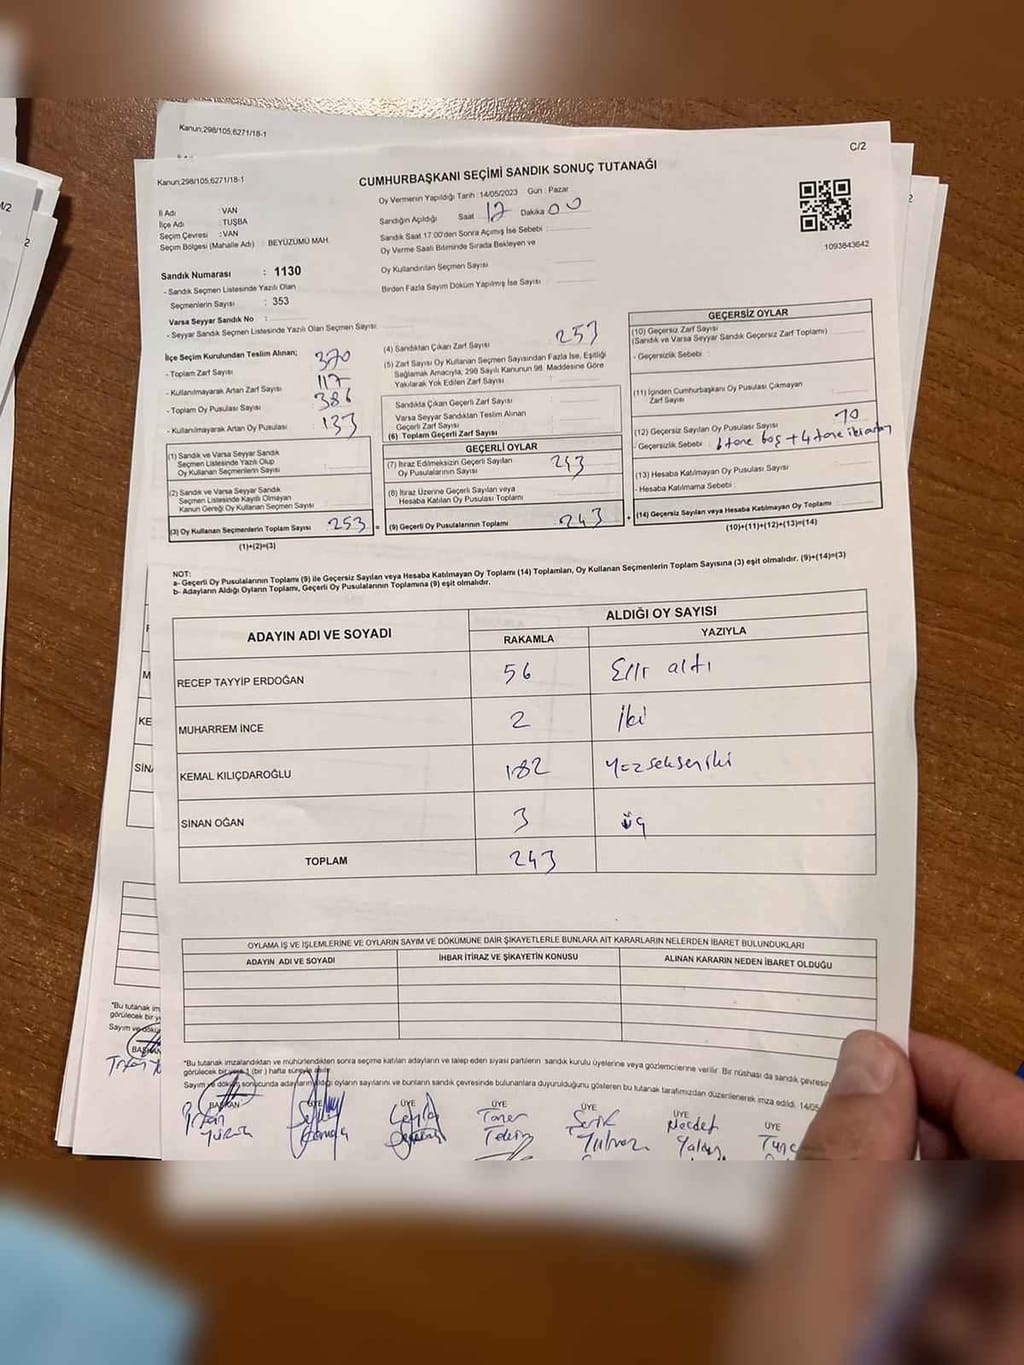 Kanun;298/105;6271/18-1
C/2
Kanun;298/105;6271/18-1
CUMHURBAŞKANI SEÇİMİ SANDIK SONUÇ TUTANAĞI
İl Adı : VAN
İlçe Adı : TUŞBA
Seçim Çevresi : VAN
Seçim Bölgesi (Mahalle Adı) BEYÜZÜMÜ MAH.
Oy Vermenin Yapıldığı Tarih : 14/05/2023 Gün : Pazar
Sandığın Açıldığı Saat 17 Dakika 00
Sandık Saat 17:00'den Sonra Açımış İse Sebebi :
Oy Verme Saati Bitiminde Sırada Bekleyen ve
Oy Kullandırılan Seçmen Sayısı
Birden Fazla Sayım Döküm Yapılmış İse Sayısı :
1093843642
Sandık Numarası : 1130
- Sandık Seçmen Listesinde Yazılı Olan
Seçmenlerin Sayısı : 353
Varsa Seyyar Sandık No :
- Seyyar Sandık Seçmen Listesinde Yazılı Olan Seçmen Sayısı:
İlçe Seçim Kurulundan Teslim Alınan;
- Toplam Zarf Sayısı 370
- Kullanılmayarak Artan Zarf Sayısı 117
- Toplam Oy Pusulası Sayısı 386
- Kullanılmayarak Artan Oy Pusulası 133
(1) Sandık ve Varsa Seyyar Sandık
Seçmen Listesinde Yazılı Olup
Oy Kullanan Seçmenlerin Sayısı
(2) Sandık ve Varsa Seyyar Sandık
Seçmen Listesinde Kayıtlı Olmayan
Kanun Gereği Oy Kullanan Seçmen Sayısı
(3) Oy Kullanan Seçmenlerin Toplam Sayısı 253 =
(1)+(2)=(3)
(4) Sandıktan Çıkan Zarf Sayısı 253
(5) Zarf Sayısı Oy Kullanan Seçmen Sayısından Fazla İse, Eşitliği
Sağlamak Amacıyla; 298 Sayılı Kanunun 98. Maddesine Göre
Yakılarak Yok Edilen Zarf Sayısı :
Sandıkta Çıkan Geçerli Zarf Sayısı :
Varsa Seyyar Sandıktan Teslim Alınan
Geçerli Zarf Sayısı :
(6) Toplam Geçerli Zarf Sayısı
GEÇERLİ OYLAR
(7) İtiraz Edilmeksizin Geçerli Sayılan
Oy Pusulalarının Sayısı : 243
(8) İtiraz Üzerine Geçerli Sayılan veya
Hesaba Katılan Oy Pusulası Toplamı
(9) Geçerli Oy Pusulalarının Toplamı 243 +
GEÇERSİZ OYLAR
(10) Geçersiz Zarf Sayısı
(Sandık ve Varsa Seyyar Sandık Geçersiz Zarf Toplamı)
- Geçersizlik Sebebi :
(11) İçinden Cumhurbaşkanı Oy Pusulası Çıkmayan
Zarf Sayısı
(12) Geçersiz Sayılan Oy Pusulası Sayısı 10
- Geçersizlik Sebebi : 6 tane boş + 4 tane
(13) Hesaba Katılmayan Oy Pusulası Sayısı
- Hesaba Katılmama Sebebi :
(14) Geçersiz Sayılan veya Hesaba Katılmayan Oy Toplamı
(10)+(11)+(12)+(13)=(14)
NOT:
a- Geçerli Oy Pusulalarının Toplamı (9) ile Geçersiz Sayılan veya Hesaba Katılmayan Oy Toplamı (14) Toplamları, Oy Kullanan Seçmenlerin Toplam Sayısına (3) eşit olmalıdır. (9)+(14)=(3)
b- Adayların Aldığı Oyların Toplamı, Geçerli Oy Pusulalarının Toplamına (9) eşit olmalıdır.
ADAYIN ADI VE SOYADI
ALDIĞI OY SAYISI
RAKAMLA YAZIYLA
RECEP TAYYİP ERDOĞAN 56 Elli altı
MUHARREM İNCE 2 İki
KEMAL KILIÇDAROĞLU 182 Yüzsekseniki
SİNAN OĞAN 3 üç
TOPLAM 243
OYLAMA İŞ VE İŞLEMLERİNE VE OYLARIN SAYIM VE DÖKÜMÜNE DAİR ŞİKAYETLERLE BUNLARA AİT KARARLARIN NELERDEN İBARET BULUNDUKLARI
ADAYIN ADI VE SOYADI İHBAR İTİRAZ VE ŞİKAYETİN KONUSU ALINAN KARARIN NEDEN İBARET OLDUĞU
*Bu tutanak imzalandıktan ve mühürlendikten sonra seçime katılan adayların ve talep eden siyasi partilerin sandık kurulu üyelerine veya gözlemcilerine verilir. Bir nüshası da sandık çevresin
görülecek bir yere 1 (bir) hafta süreyle asılır.
Sayım ve döküm sonucunda adayların aldığı oyların sayılarını ve bunların sandık çevresinde bulunanlara duyurulduğunu gösteren bu tutanak tarafımızdan düzenlenerek imza edildi. 14/05
BAŞKAN ÜYE ÜYE ÜYE ÜYE ÜYE ÜYE
Leyla Taner Necdet
Yılmaz Yalçın